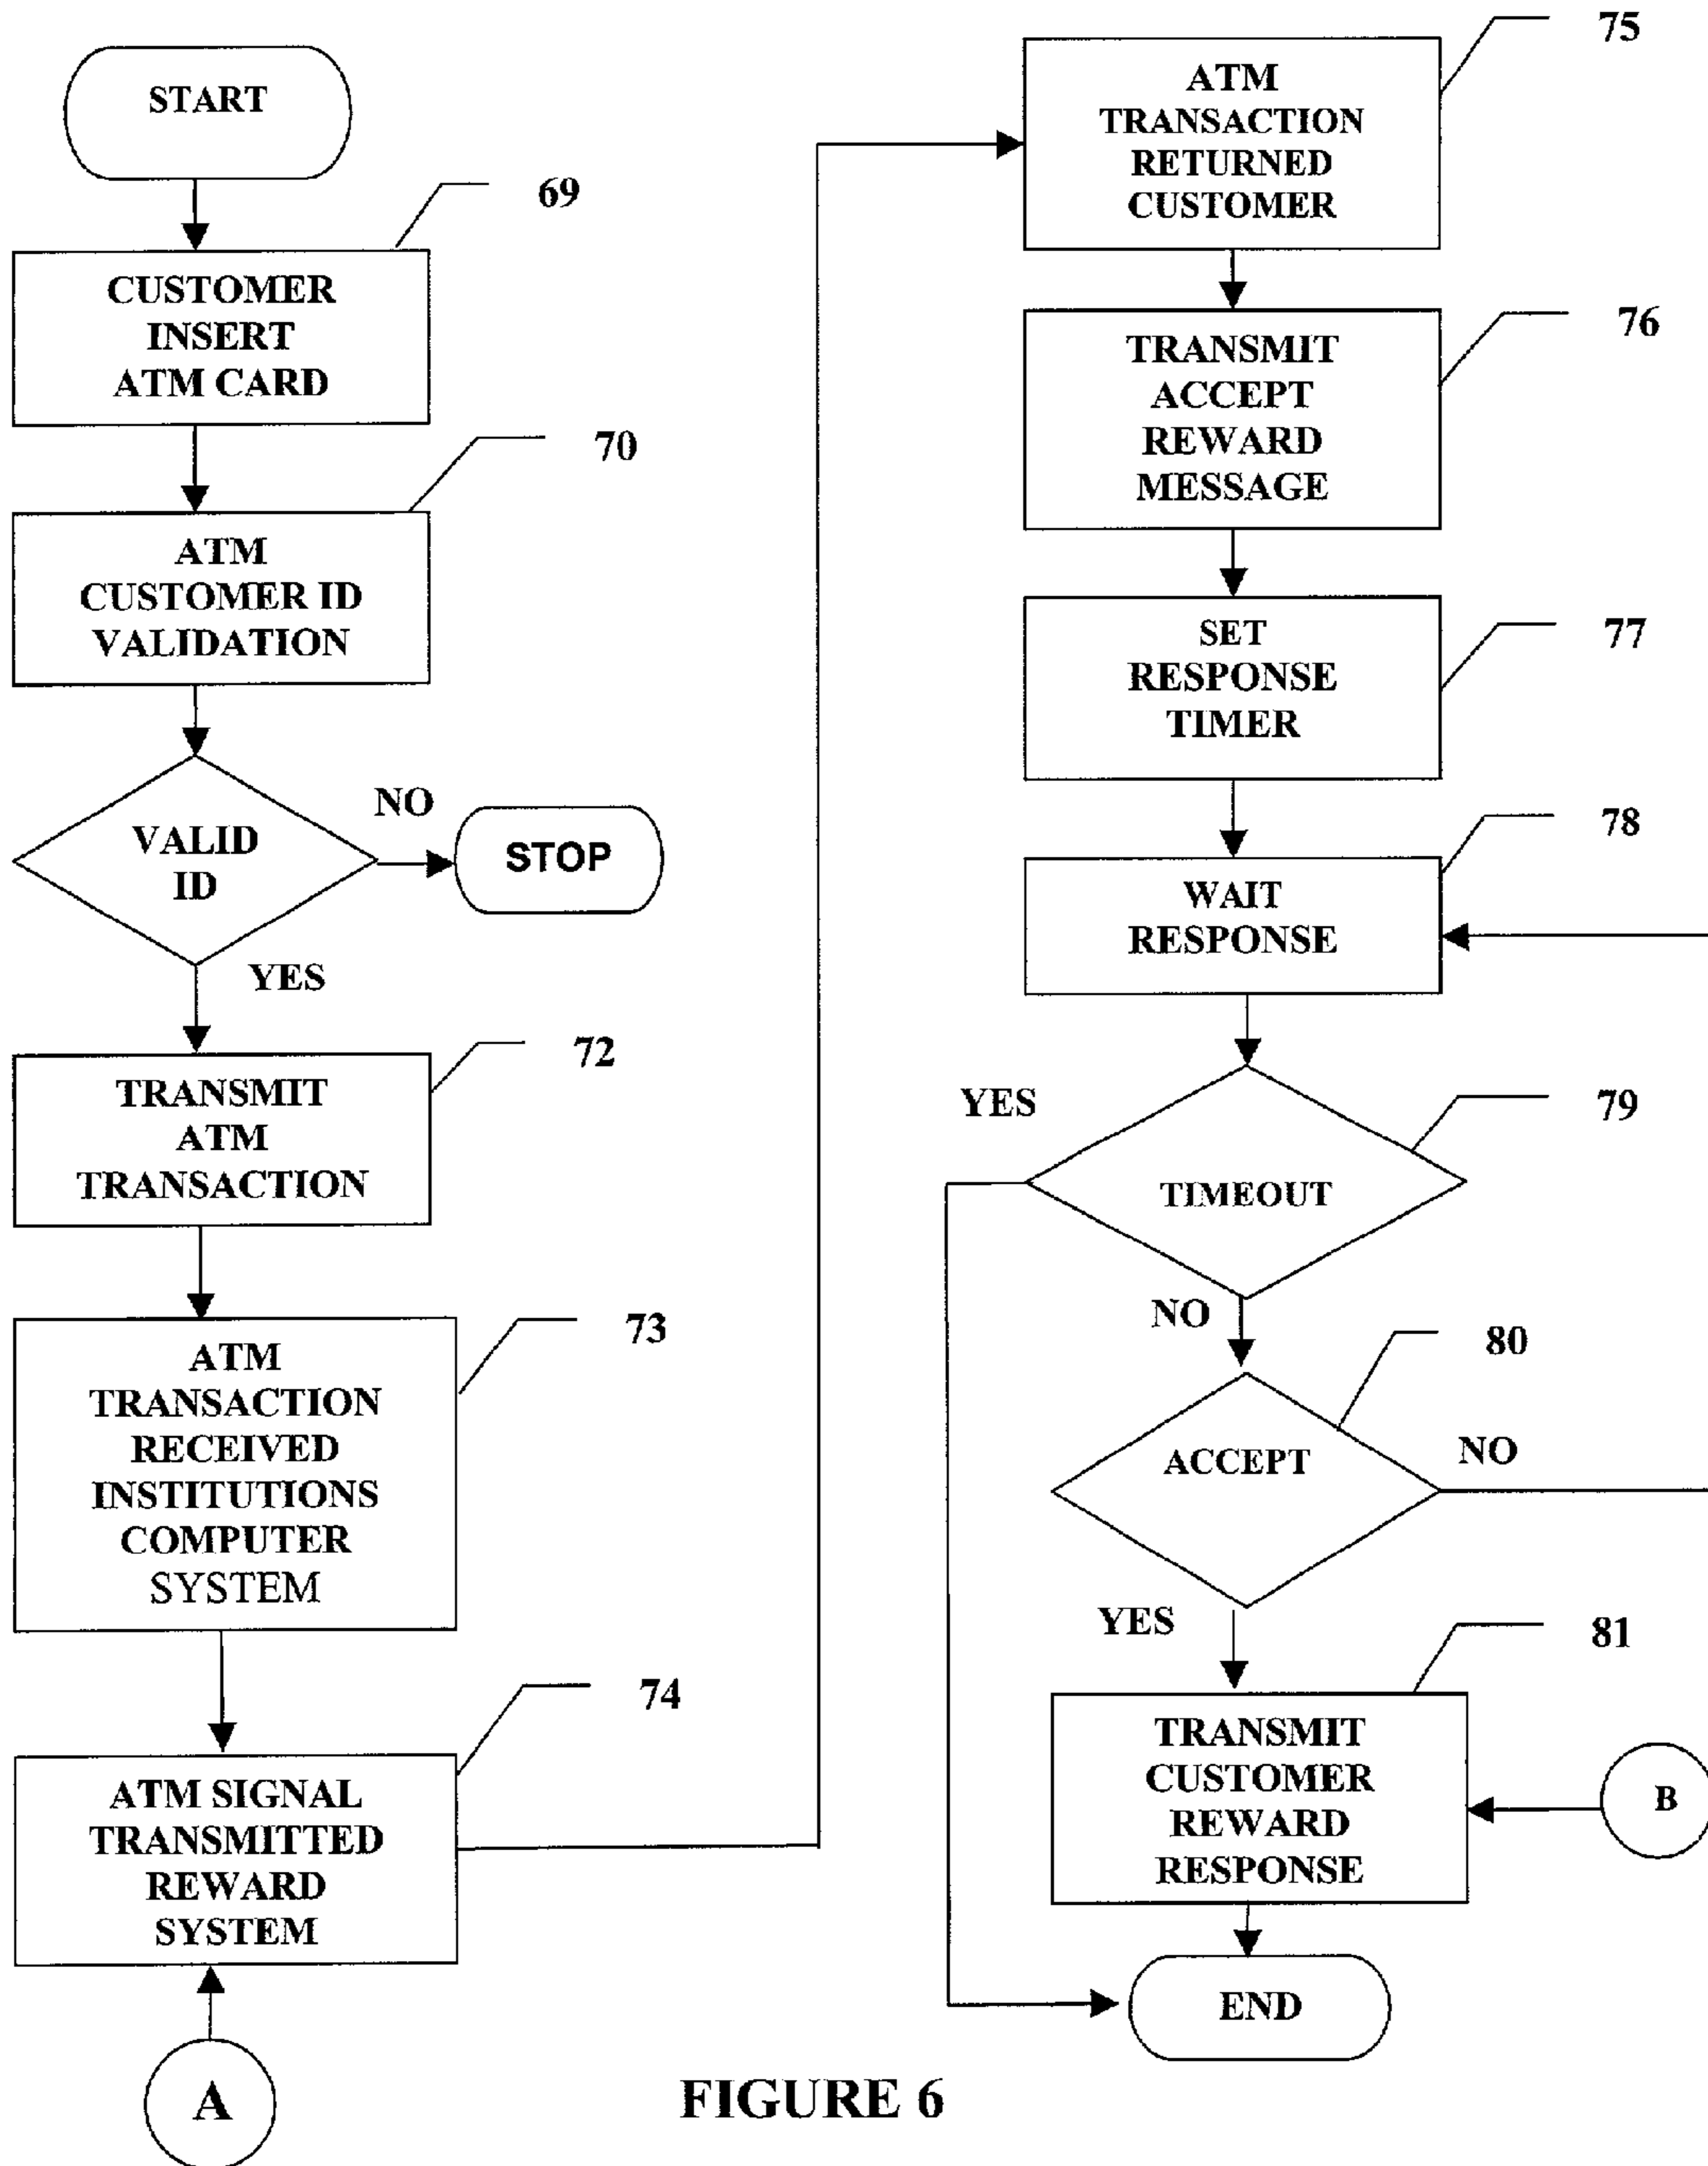 START
69
CUSTOMER
INSERT
ATM CARD
70
ATM
CUSTOMER ID
VALIDATION
VALID
ID
NO
STOP
YES
72
TRANSMIT
ATM
TRANSACTION
73
ATM
TRANSACTION
RECEIVED
INSTITUTIONS
COMPUTER
SYSTEM
74
ATM SIGNAL
TRANSMITTED
REWARD
SYSTEM
A
75
ATM
TRANSACTION
RETURNED
CUSTOMER
76
TRANSMIT
ACCEPT
REWARD
MESSAGE
77
SET
RESPONSE
TIMER
78
WAIT
RESPONSE
79
YES
TIMEOUT
NO
80
ACCEPT
NO
YES
81
TRANSMIT
CUSTOMER
REWARD
RESPONSE
B
END
FIGURE 6